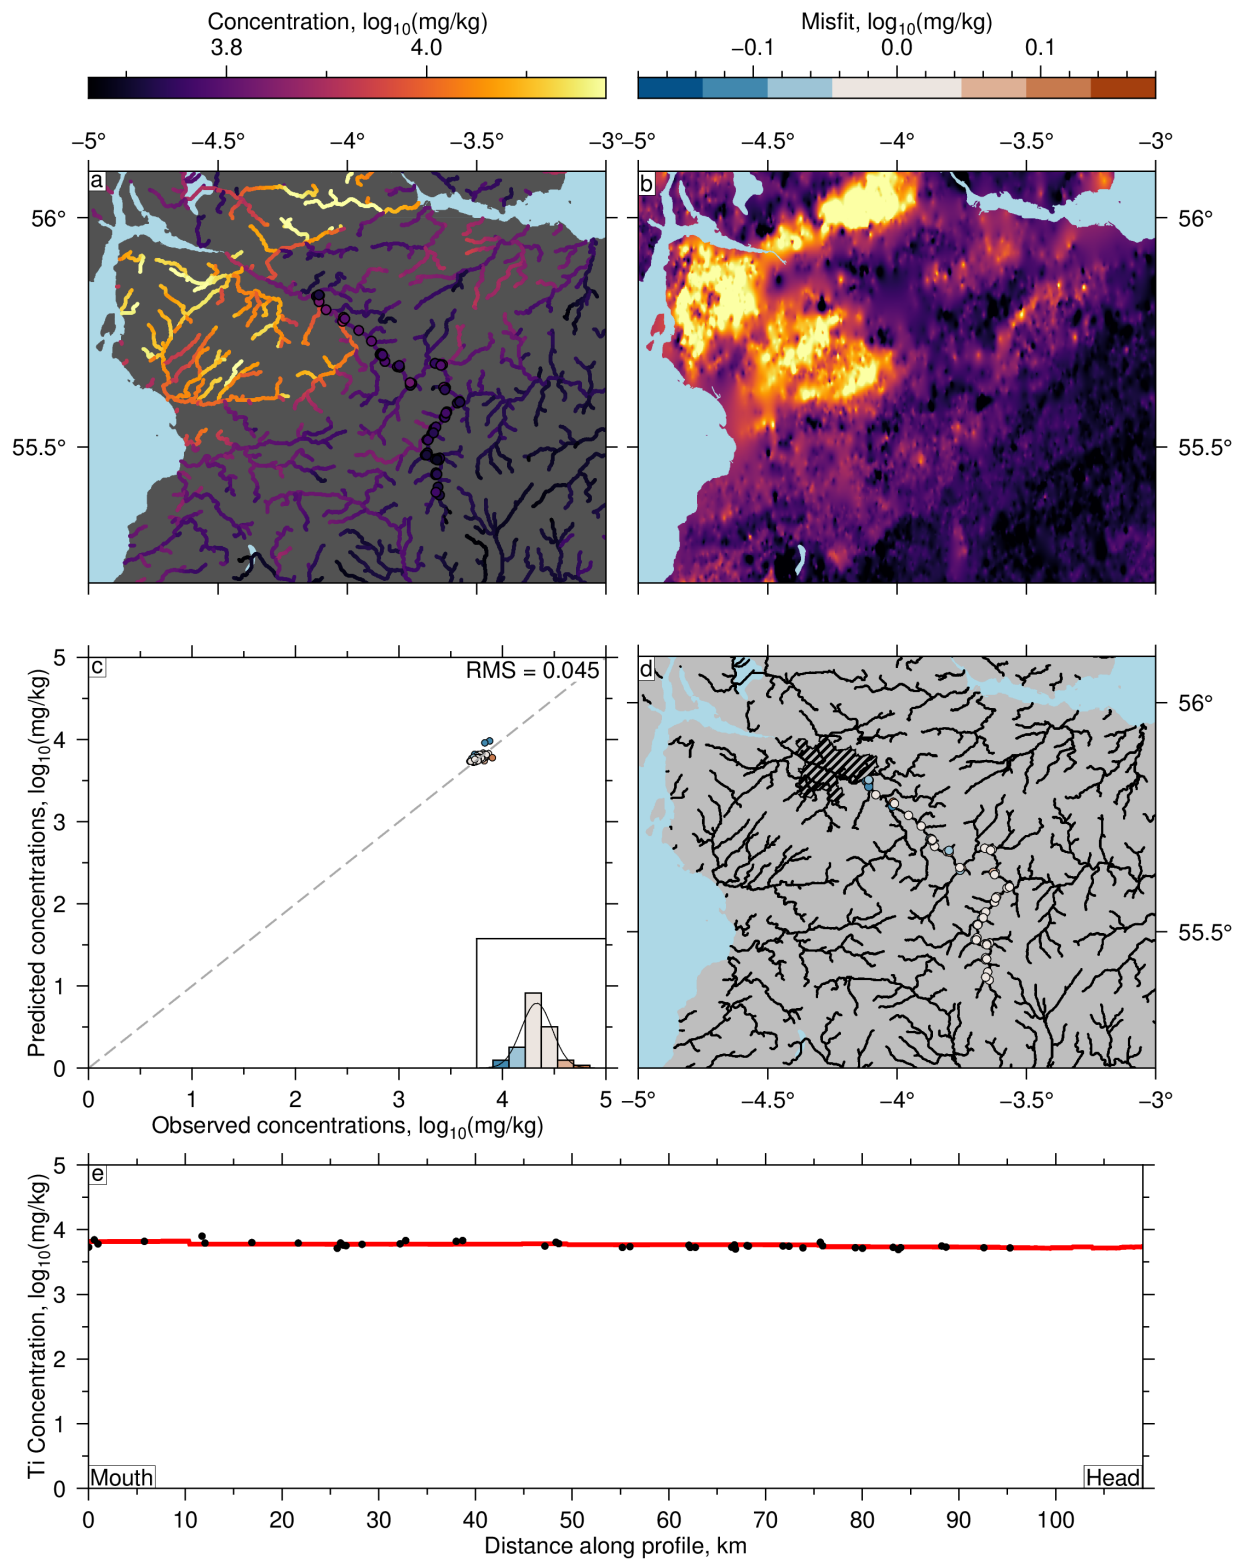 Concentration, log10(mg/kg)
3.8 4.0
Misfit, log10(mg/kg)
−0.1 0.0 0.1
−5° −4.5° −4° −3.5° −3°
−5° −4.5° −4° −3.5° −3°
a
b
56°
56°
55.5°
55.5°
c
RMS = 0.045
d
5
4
3
2
1
0
Predicted concentrations, log10(mg/kg)
56°
55.5°
0 1 2 3 4 5
−5° −4.5° −4° −3.5° −3°
Observed concentrations, log10(mg/kg)
e
5
4
3
2
1
0
Ti Concentration, log10(mg/kg)
Mouth
Head
0 10 20 30 40 50 60 70 80 90 100
Distance along profile, km